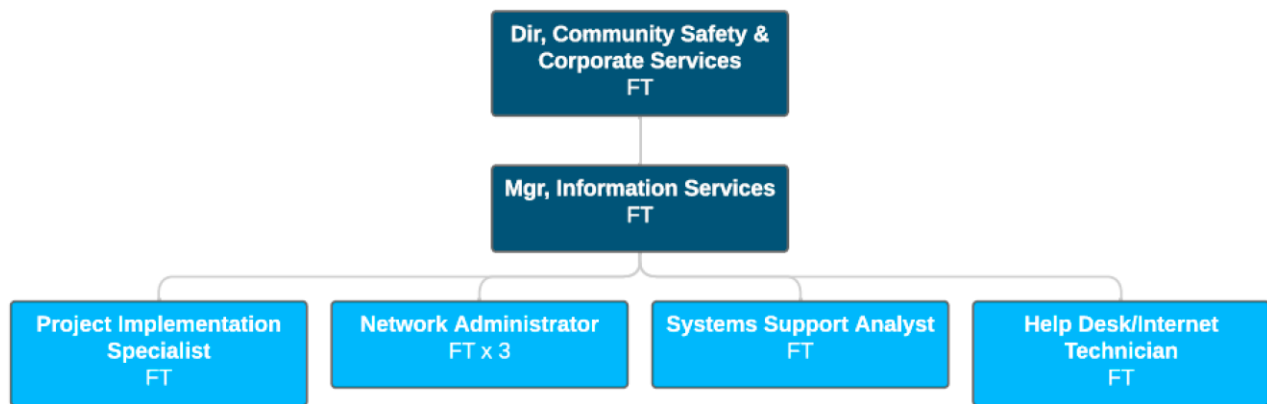 Dir, Community Safety &
Corporate Services
FT
Mgr, Information Services
FT
Project Implementation
Specialist
FT
Network Administrator
FT x 3
Systems Support Analyst
FT
Help Desk/Internet
Technician
FT